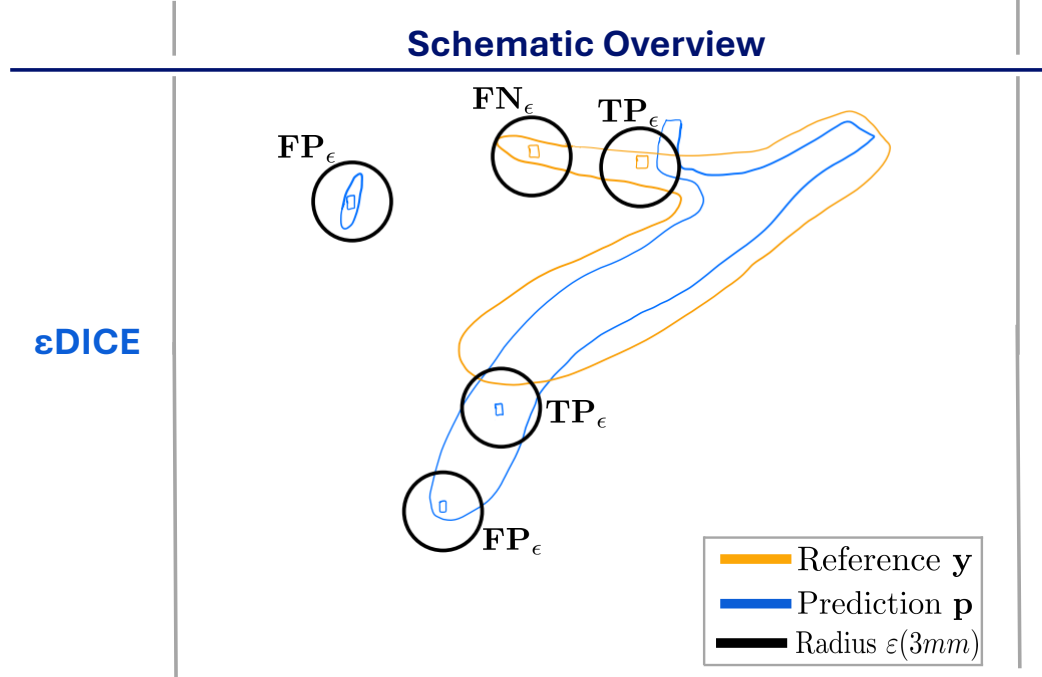 Schematic Overview
FN_ϵ
TP_ϵ
FP_ϵ
εDICE
TP_ϵ
FP_ϵ
Reference y
Prediction p
Radius ε(3mm)